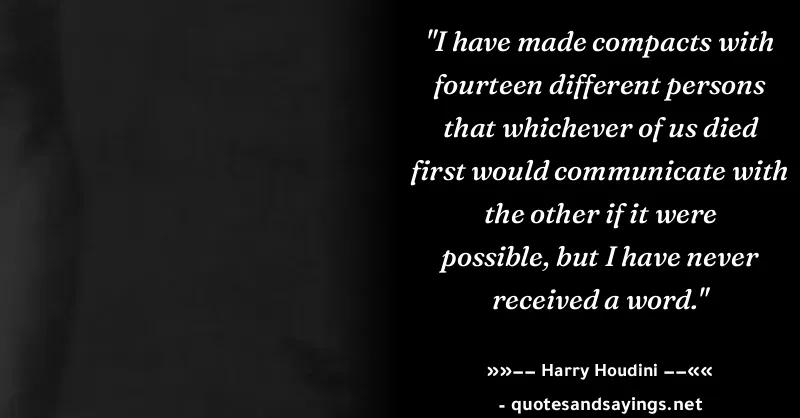 "I have made compacts with
fourteen different persons
that whichever of us died
first would communicate with
the other if it were
possible, but I have never
received a word."
»»-- Harry Houdini --««
- quotesandsayings.net